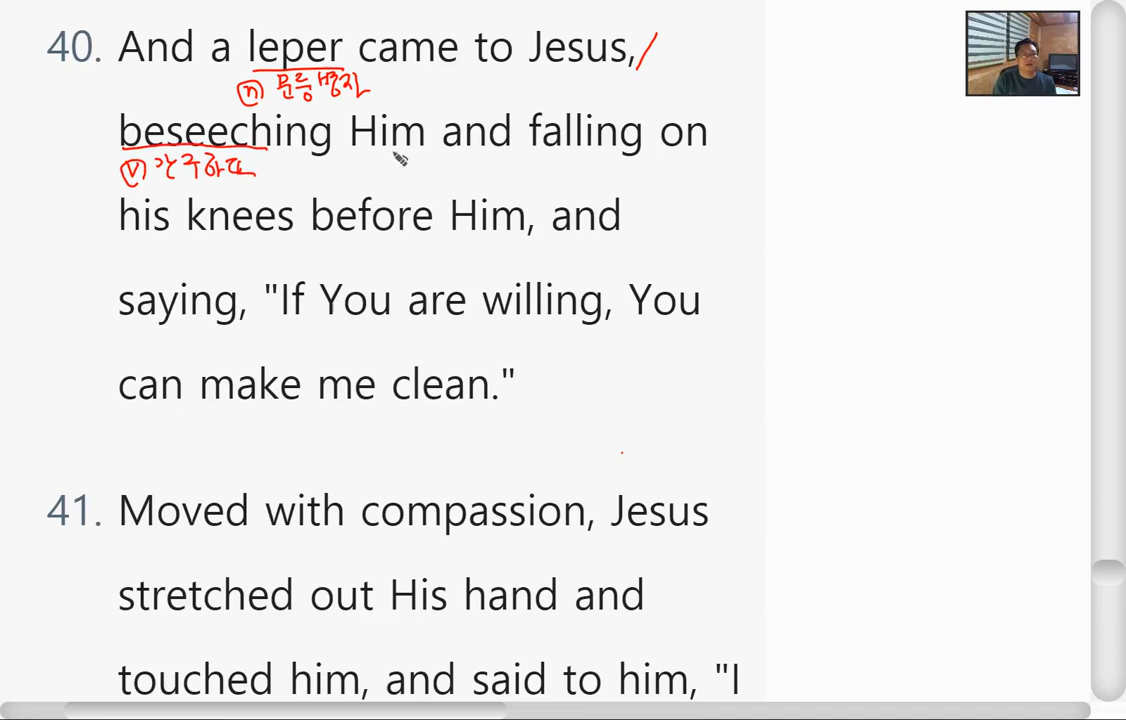 40. And a leper came to Jesus,/
ⓝ 문둥병자
beseeching Him and falling on
ⓥ 간구하다
his knees before Him, and
saying, "If You are willing, You
can make me clean."
41. Moved with compassion, Jesus
stretched out His hand and
touched him, and said to him, "I